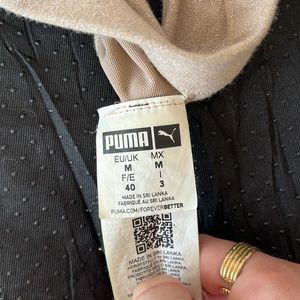 PUMA
EU/UK MX
M M
F/E I
40 3
MADE IN SRI LANKA
FABRIQUÉ AU SRI LANKA
PUMA.COM/FOREVERBETTER
MADE IN SRI LANKA